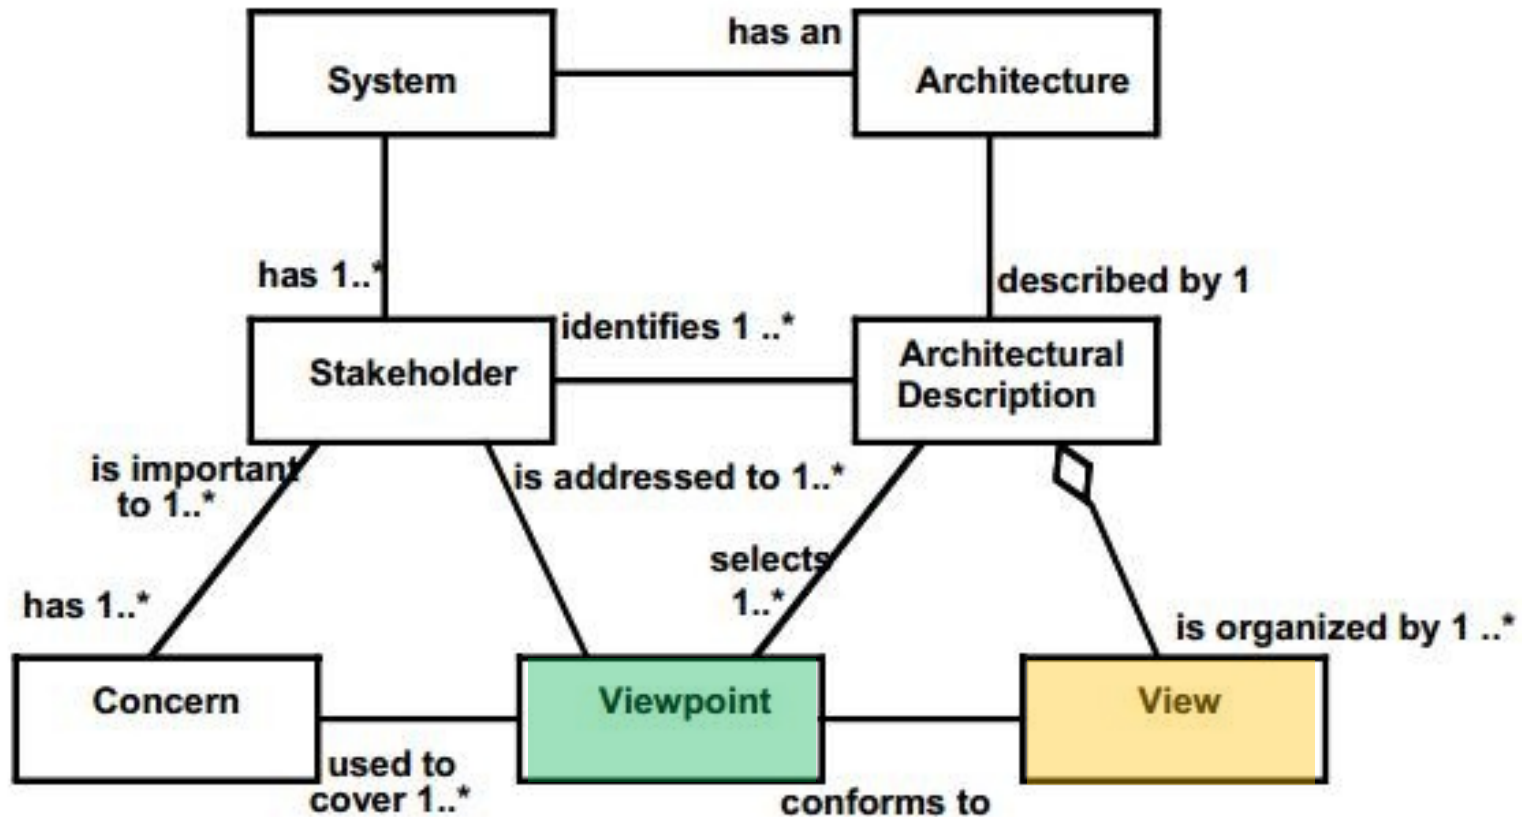 has an
System
Architecture
has 1..*
described by 1
identifies 1 ..*
Stakeholder
Architectural
Description
is important
to 1..*
is addressed to 1..*
selects
1..*
has 1..*
is organized by 1 ..*
Concern
Viewpoint
View
used to
cover 1..*
conforms to